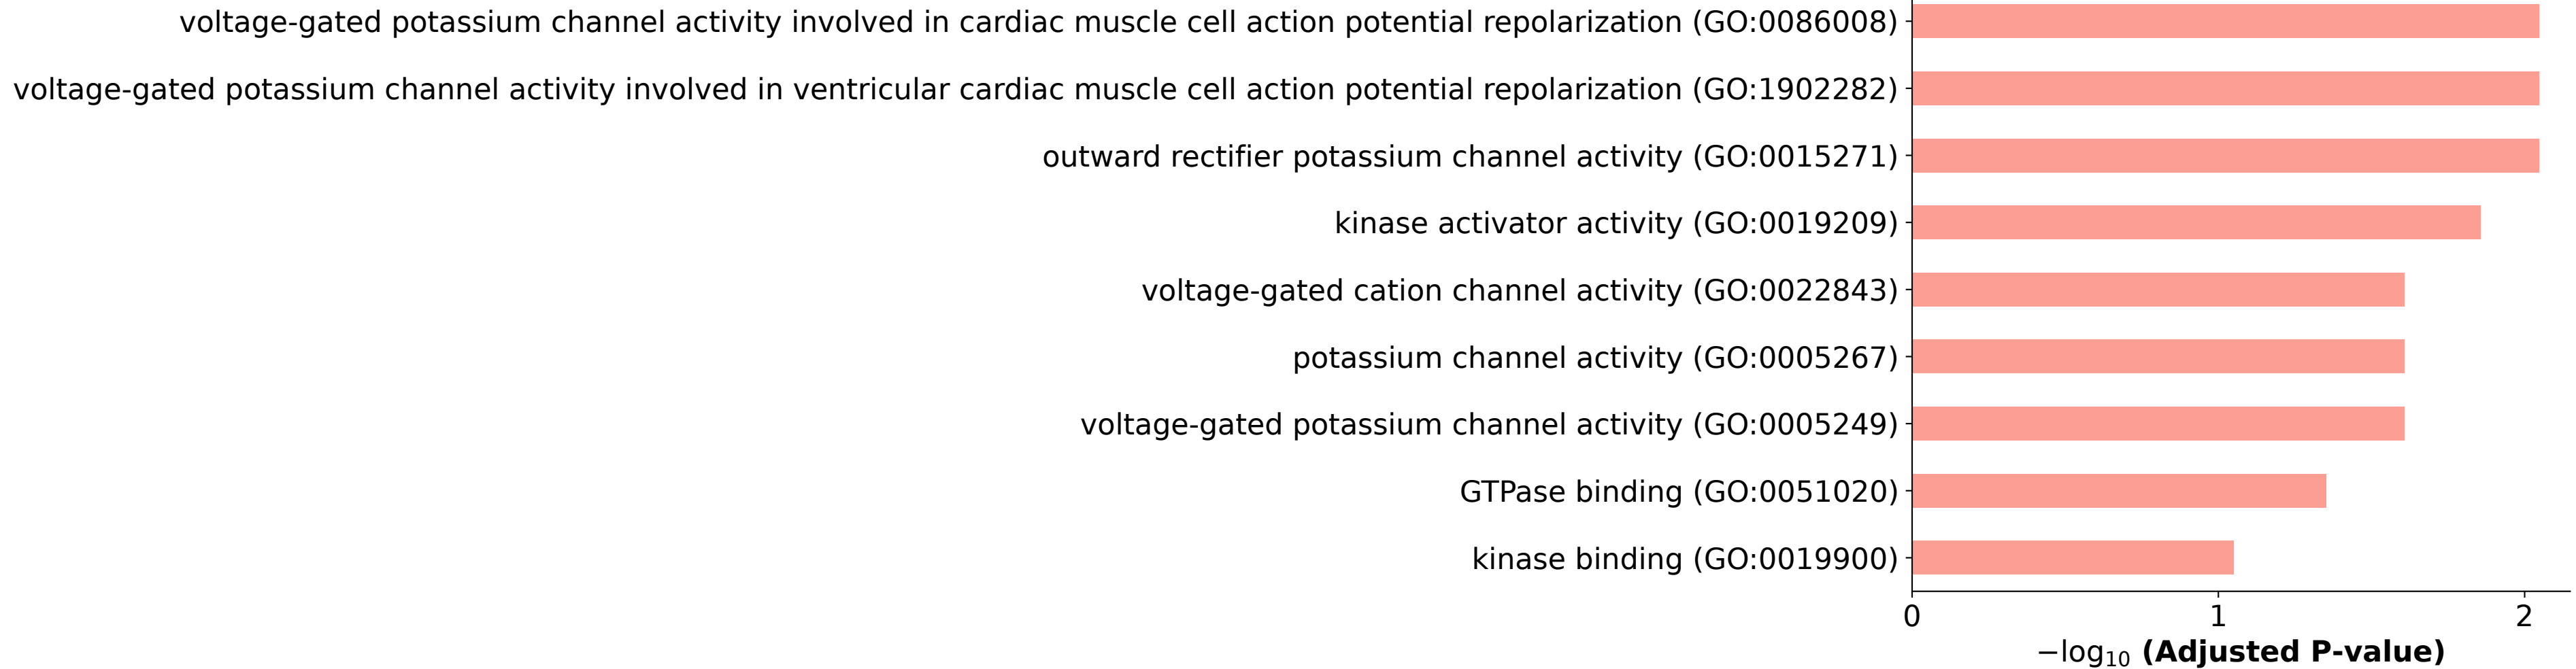 voltage-gated potassium channel activity involved in cardiac muscle cell action potential repolarization (GO:0086008)
voltage-gated potassium channel activity involved in ventricular cardiac muscle cell action potential repolarization (GO:1902282)
outward rectifier potassium channel activity (GO:0015271)
kinase activator activity (GO:0019209)
voltage-gated cation channel activity (GO:0022843)
potassium channel activity (GO:0005267)
voltage-gated potassium channel activity (GO:0005249)
GTPase binding (GO:0051020)
kinase binding (GO:0019900)
0 1 2
−log₁₀ (Adjusted P-value)